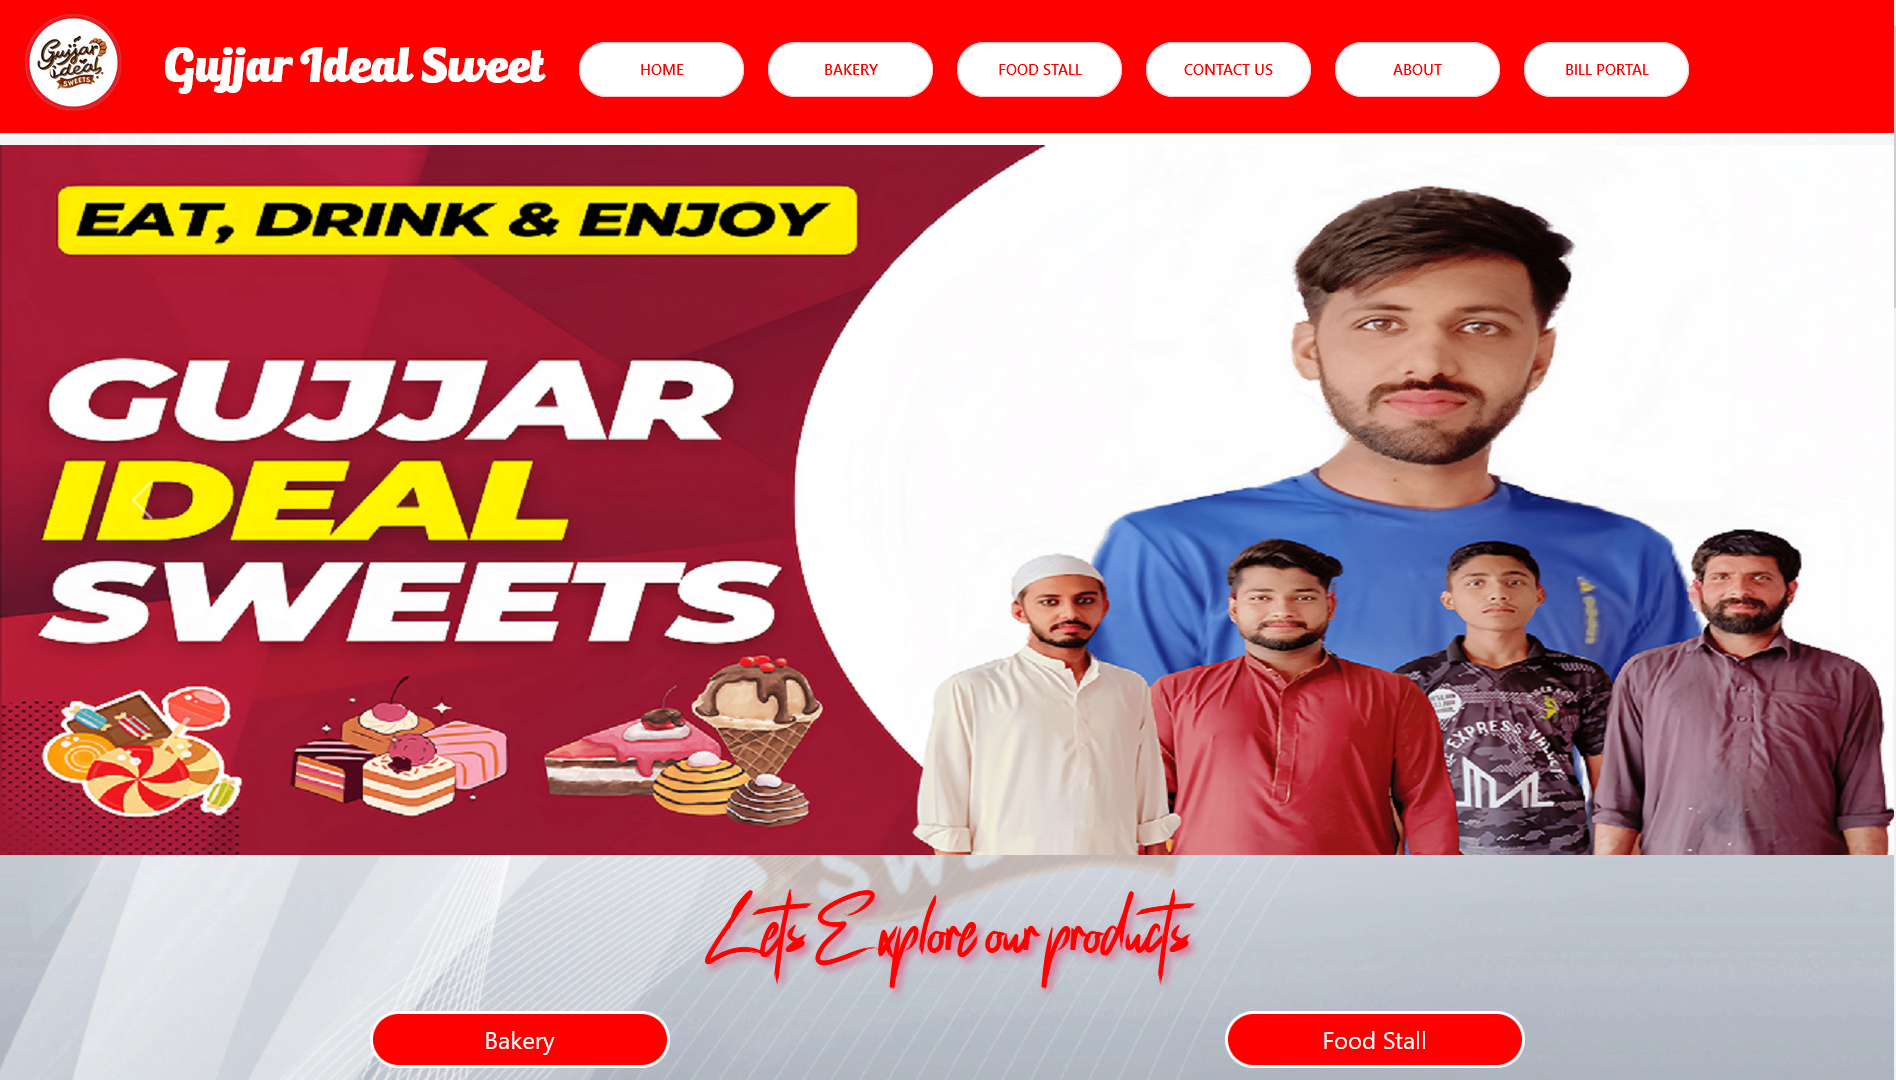 Gujjar
ideal
SWEETS
Gujjar Ideal Sweet
HOME
BAKERY
FOOD STALL
CONTACT US
ABOUT
BILL PORTAL
EAT, DRINK & ENJOY
GUJJAR
IDEAL
SWEETS
EXPRESS
Lets Explore our products
Bakery
Food Stall